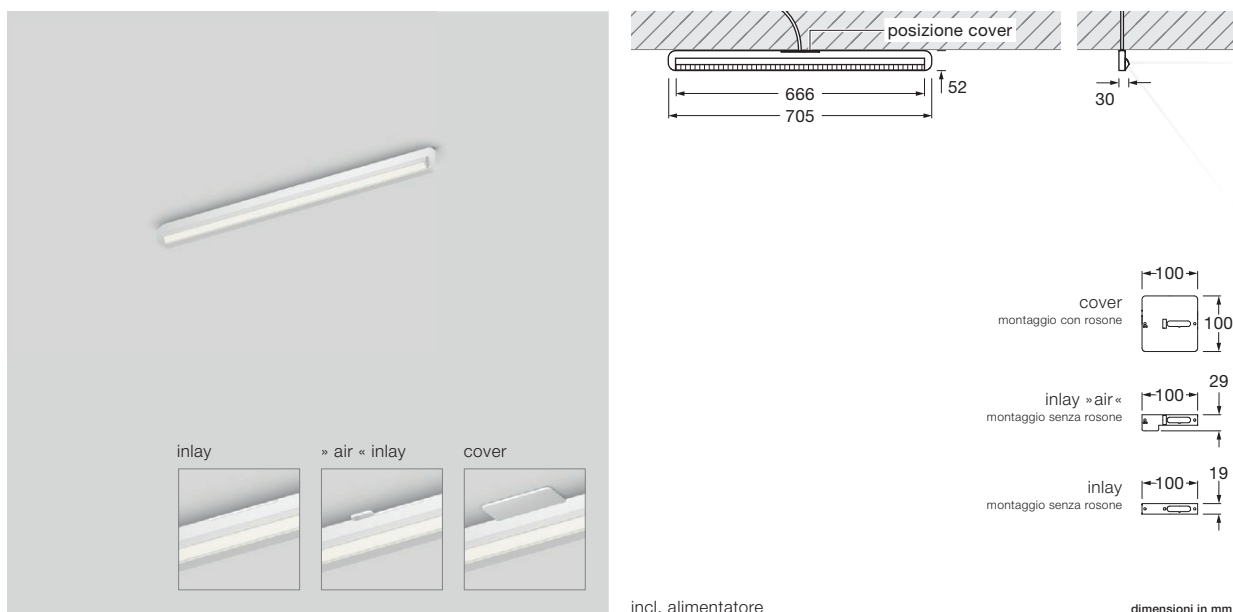 inlay
» air « inlay
cover
posizione cover
52
666
705
30
100
cover
montaggio con rosone
100
29
inlay »air«
montaggio senza rosone
100
19
inlay
montaggio senza rosone
100
incl. alimentatore
dimensioni in mm